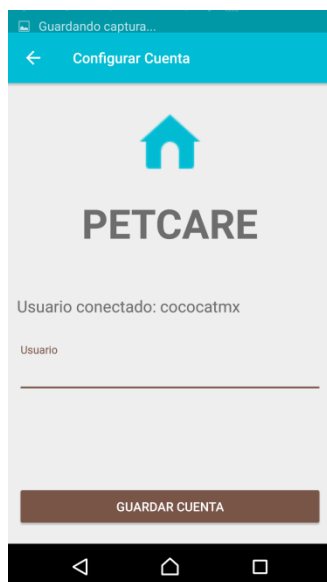 Guardando captura...
Configurar Cuenta
PETCARE
Usuario conectado: cococatmx
Usuario
GUARDAR CUENTA